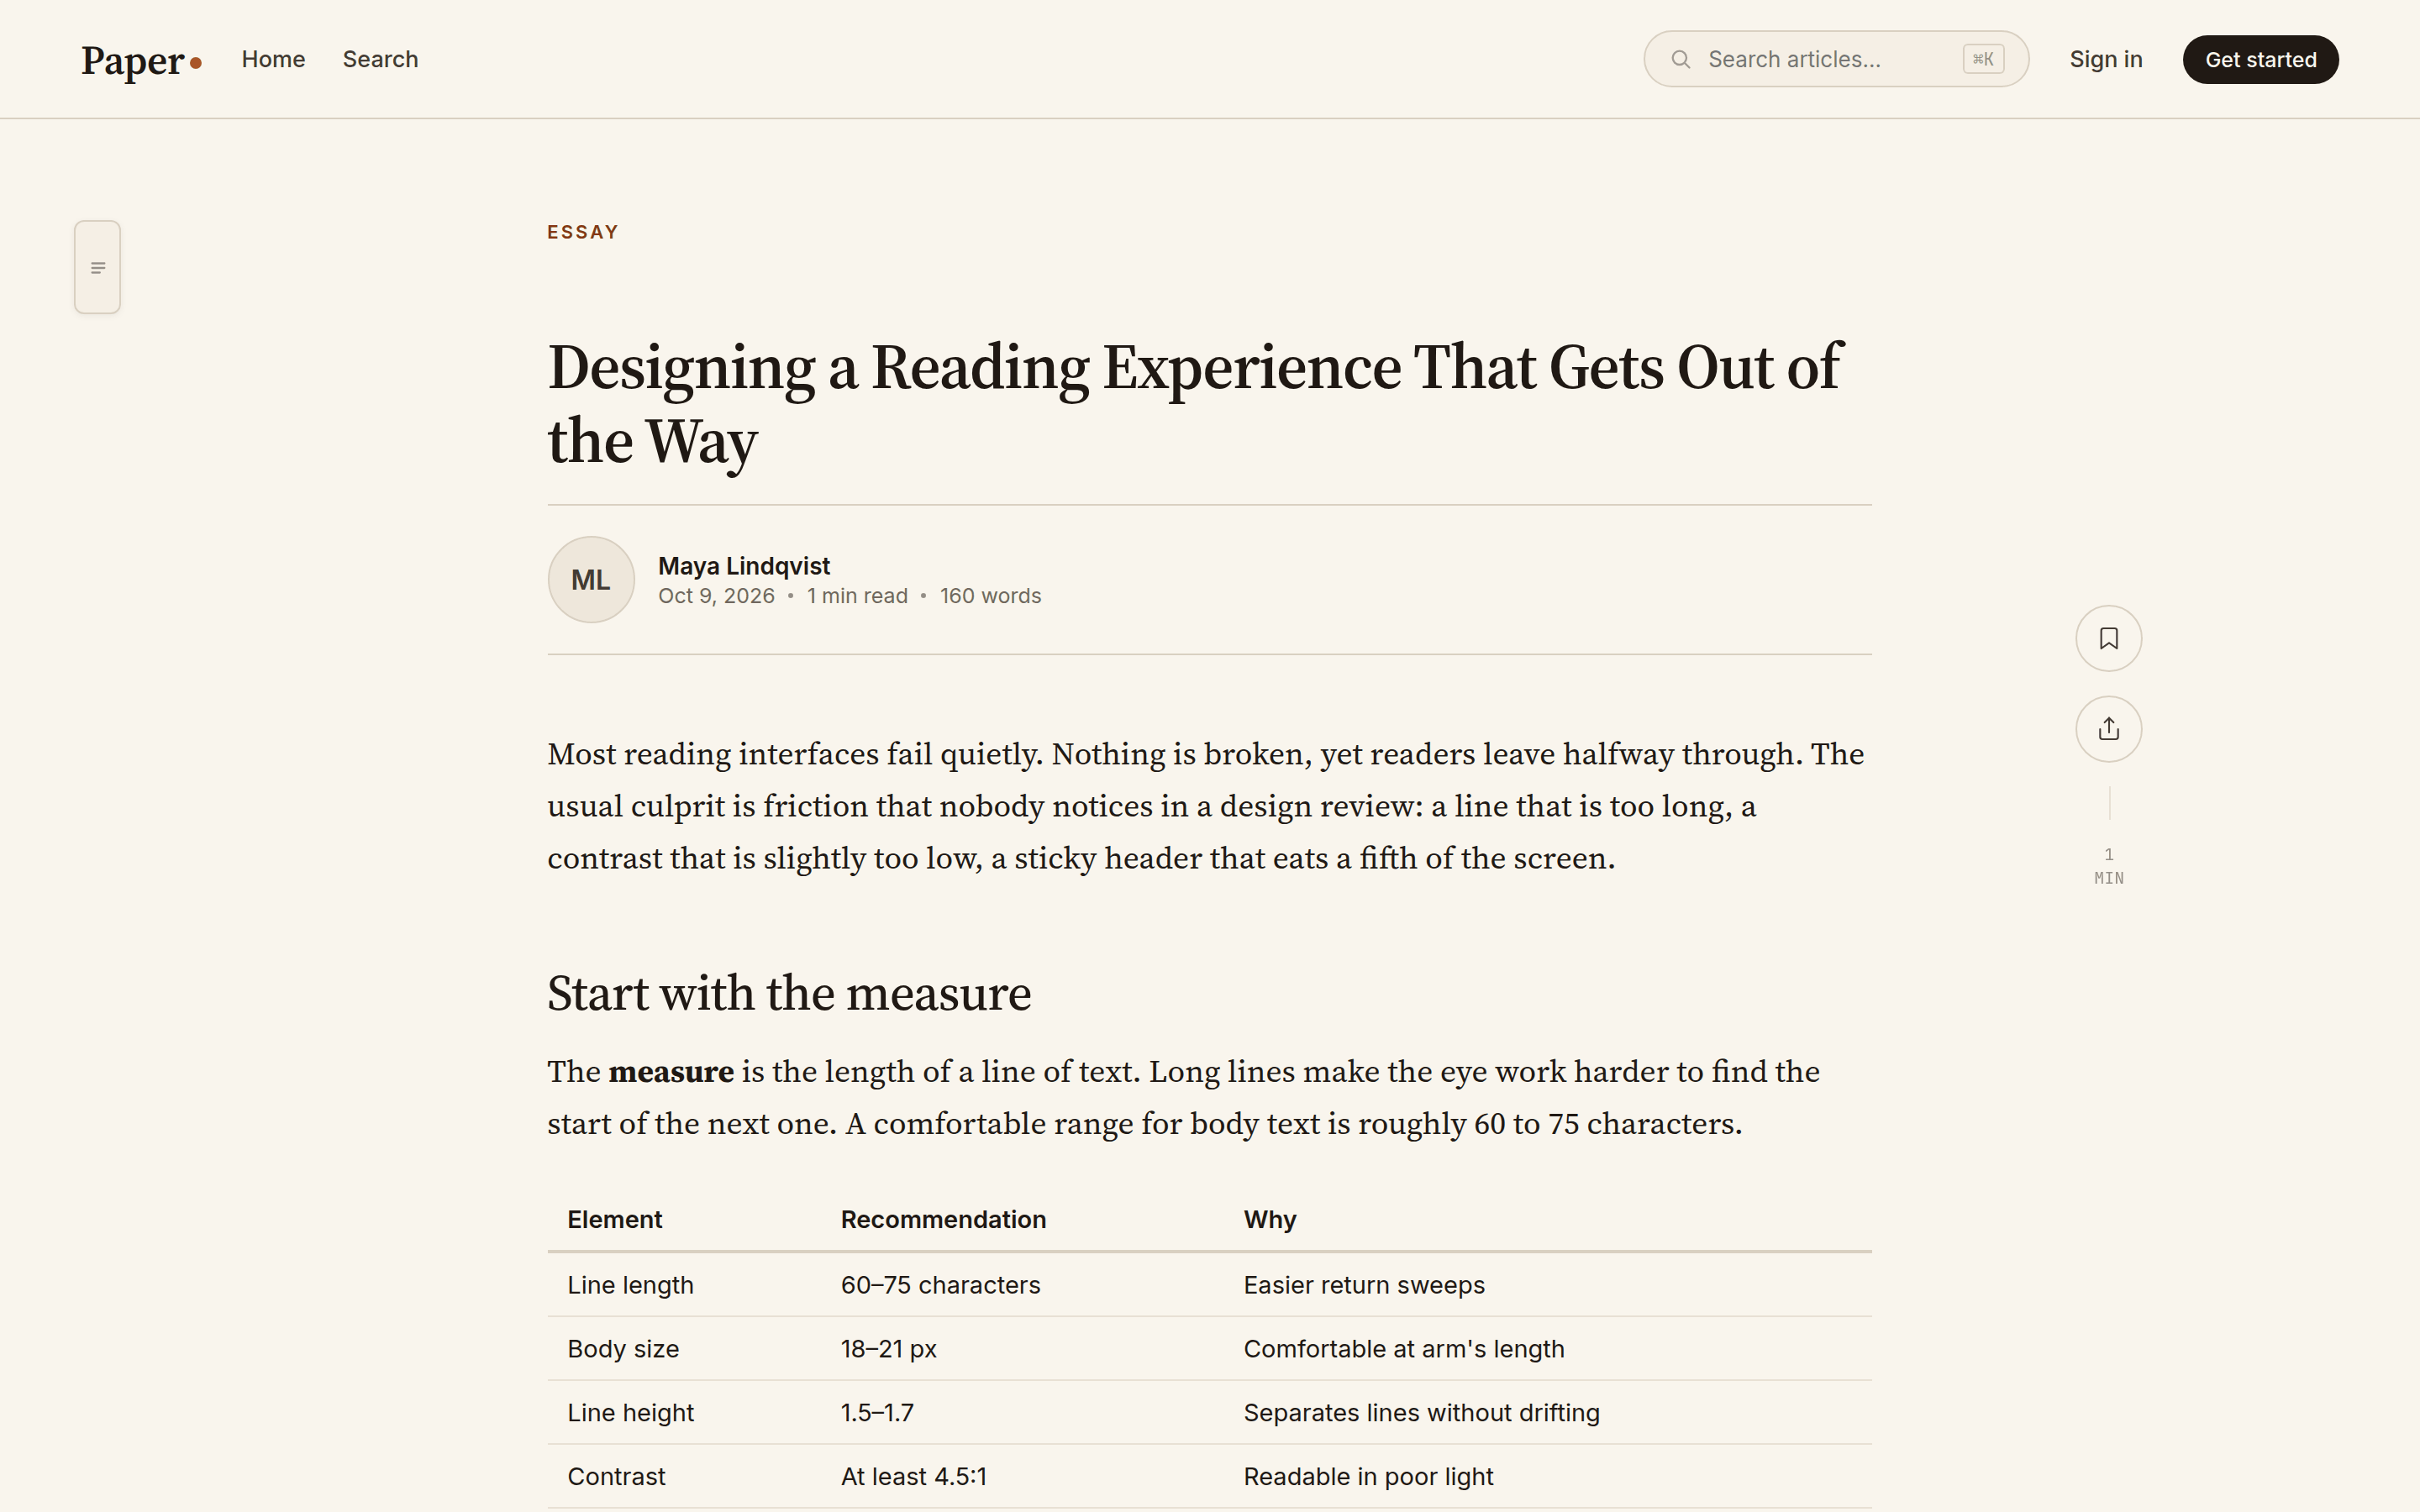 Paper
Home
Search
Search articles...
⌘K
Sign in
Get started
ESSAY
Designing a Reading Experience That Gets Out of
the Way
ML
Maya Lindqvist
Oct 9, 2026 • 1 min read • 160 words
Most reading interfaces fail quietly. Nothing is broken, yet readers leave halfway through. The
usual culprit is friction that nobody notices in a design review: a line that is too long, a
contrast that is slightly too low, a sticky header that eats a fifth of the screen.
1
MIN
Start with the measure
The measure is the length of a line of text. Long lines make the eye work harder to find the
start of the next one. A comfortable range for body text is roughly 60 to 75 characters.
Element Recommendation Why
Line length 60–75 characters Easier return sweeps
Body size 18–21 px Comfortable at arm's length
Line height 1.5–1.7 Separates lines without drifting
Contrast At least 4.5:1 Readable in poor light